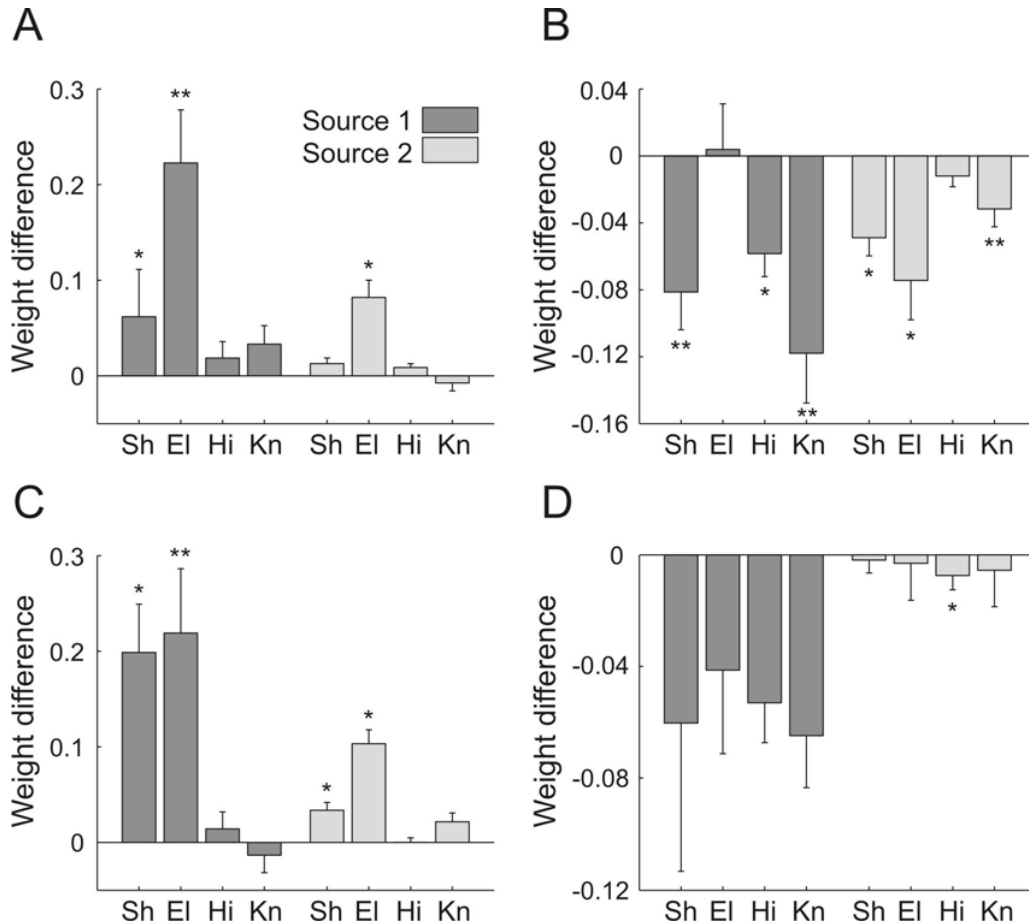 A
Weight difference
0.3
0.2
0.1
0
* ** *
Source 1
Source 2
Sh El Hi Kn Sh El Hi Kn
B
Weight difference
0.04
0
-0.04
-0.08
-0.12
-0.16
** * ** * * **
Sh El Hi Kn Sh El Hi Kn
C
Weight difference
0.3
0.2
0.1
0
* ** * *
Sh El Hi Kn Sh El Hi Kn
D
Weight difference
0
-0.04
-0.08
-0.12
*
Sh El Hi Kn Sh El Hi Kn